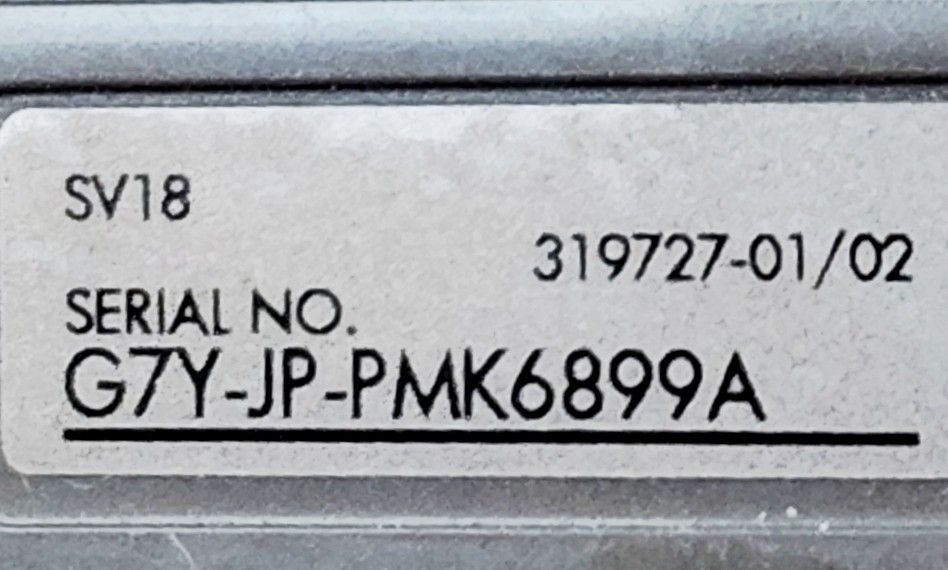 SV18
319727-01/02
SERIAL NO.
G7Y-JP-PMK6899A